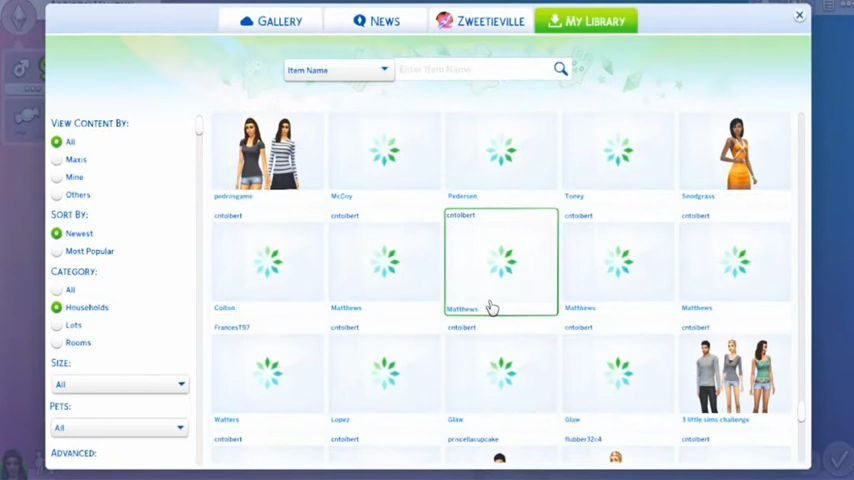 GALLERY NEWS ZWEETIEVILLE MY LIBRARY
Item Name Enter Item Name
VIEW CONTENT BY:
All
Maxis
Mine
Others
SORT BY:
Newest
Most Popular
CATEGORY:
All
Households
Lots
Rooms
SIZE:
All
PETS:
All
ADVANCED:
pedrosgame McCoy Pedersen Toney Snodgrass
cntolbert cntolbert cntolbert cntolbert cntolbert
Colton Matthews Matthews Matthews Matthews
FrancesT97 cntolbert cntolbert cntolbert cntolbert
Watters Lopez Glaw Glaw 3 little sims challenge
cntolbert cntolbert priscellacupcake flubber32c4 cntolbert